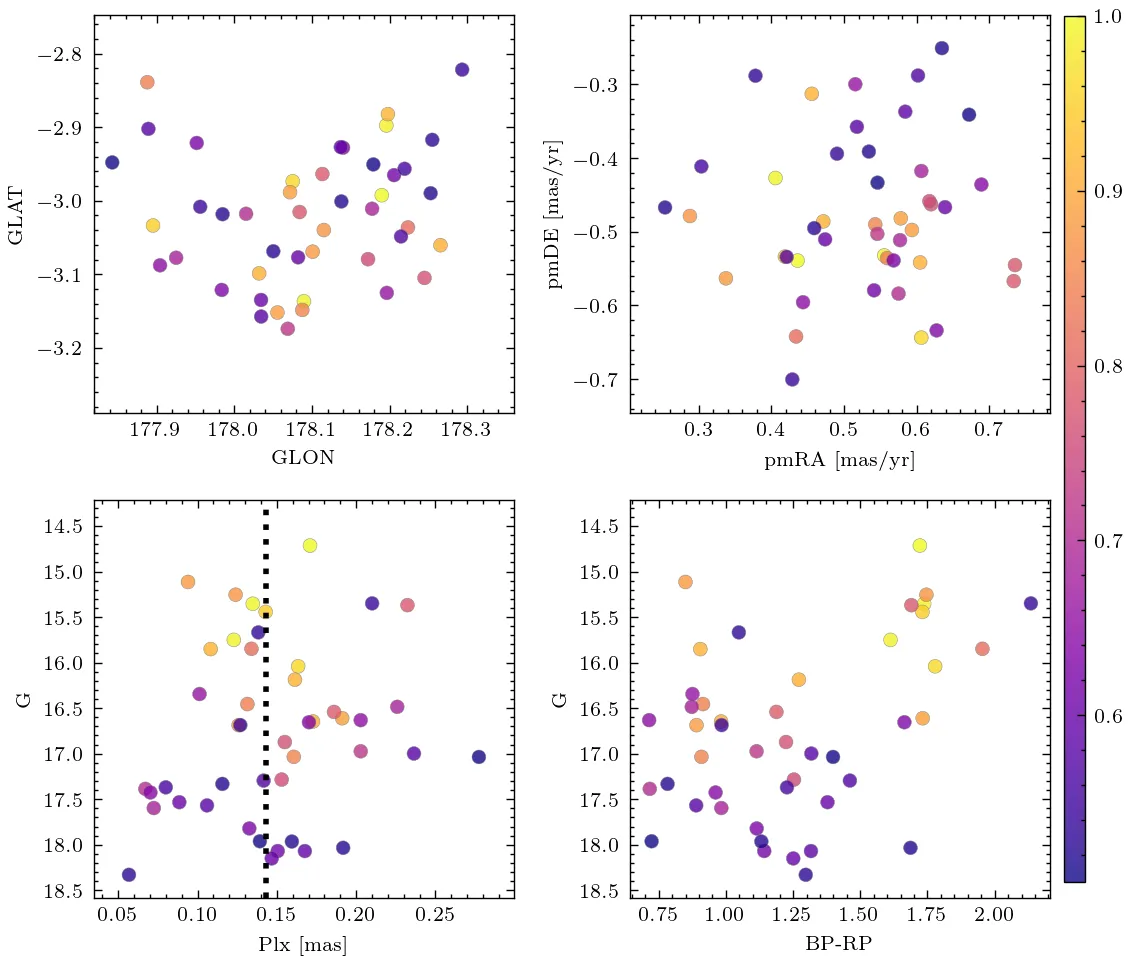 −2.8
−2.9
−3.0
−3.1
−3.2
GLAT
177.9 178.0 178.1 178.2 178.3
GLON
−0.3
−0.4
−0.5
−0.6
−0.7
pmDE [mas/yr]
0.3 0.4 0.5 0.6 0.7
pmRA [mas/yr]
1.0
0.9
0.8
0.7
0.6
14.5
15.0
15.5
16.0
16.5
17.0
17.5
18.0
18.5
G
0.05 0.10 0.15 0.20 0.25
Plx [mas]
14.5
15.0
15.5
16.0
16.5
17.0
17.5
18.0
18.5
G
0.75 1.00 1.25 1.50 1.75 2.00
BP-RP